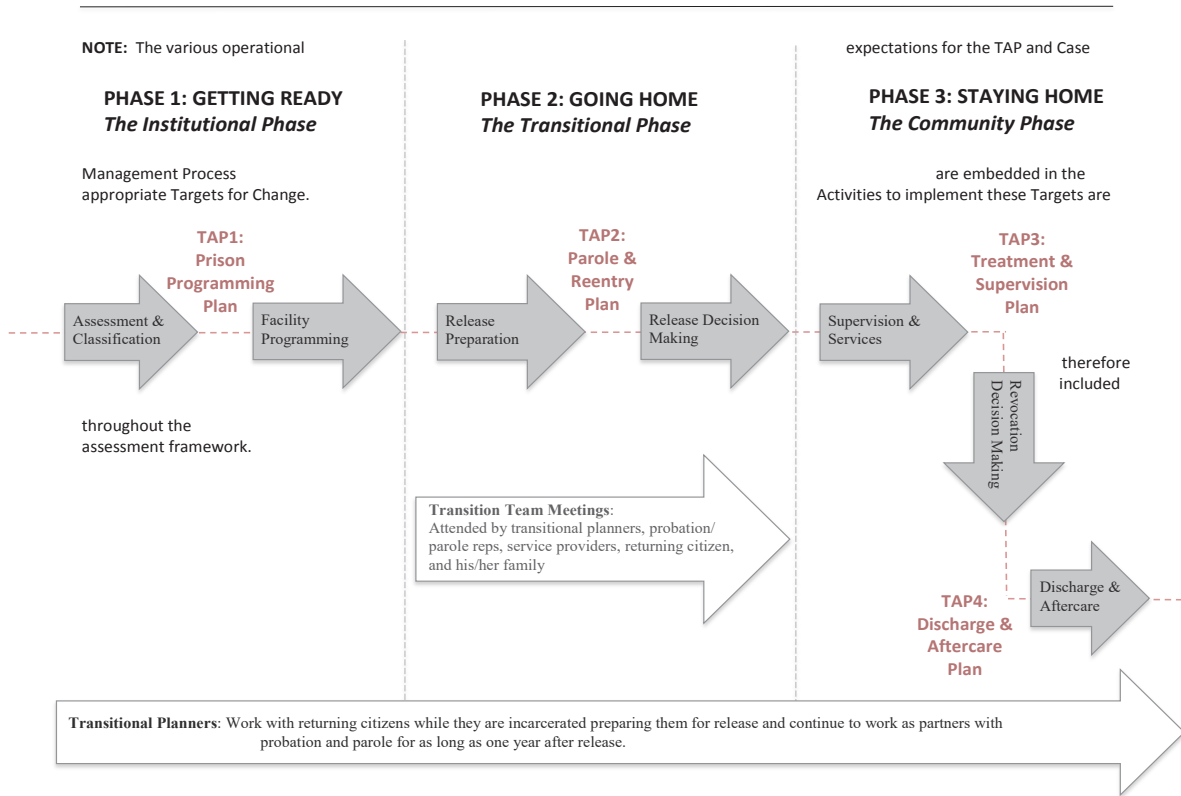 NOTE: The various operational
expectations for the TAP and Case
PHASE 1: GETTING READY
The Institutional Phase
PHASE 2: GOING HOME
The Transitional Phase
PHASE 3: STAYING HOME
The Community Phase
Management Process
appropriate Targets for Change.
are embedded in the
Activities to implement these Targets are
TAP1:
Prison
Programming
Plan
TAP2:
Parole &
Reentry
Plan
TAP3:
Treatment &
Supervision
Plan
Assessment &
Classification
Facility
Programming
Release
Preparation
Release Decision
Making
Supervision &
Services
therefore
included
Revocation
Decision Making
throughout the
assessment framework.
Transition Team Meetings:
Attended by transitional planners, probation/
parole reps, service providers, returning citizen,
and his/her family
TAP4:
Discharge &
Aftercare
Plan
Discharge &
Aftercare
Transitional Planners: Work with returning citizens while they are incarcerated preparing them for release and continue to work as partners with
probation and parole for as long as one year after release.